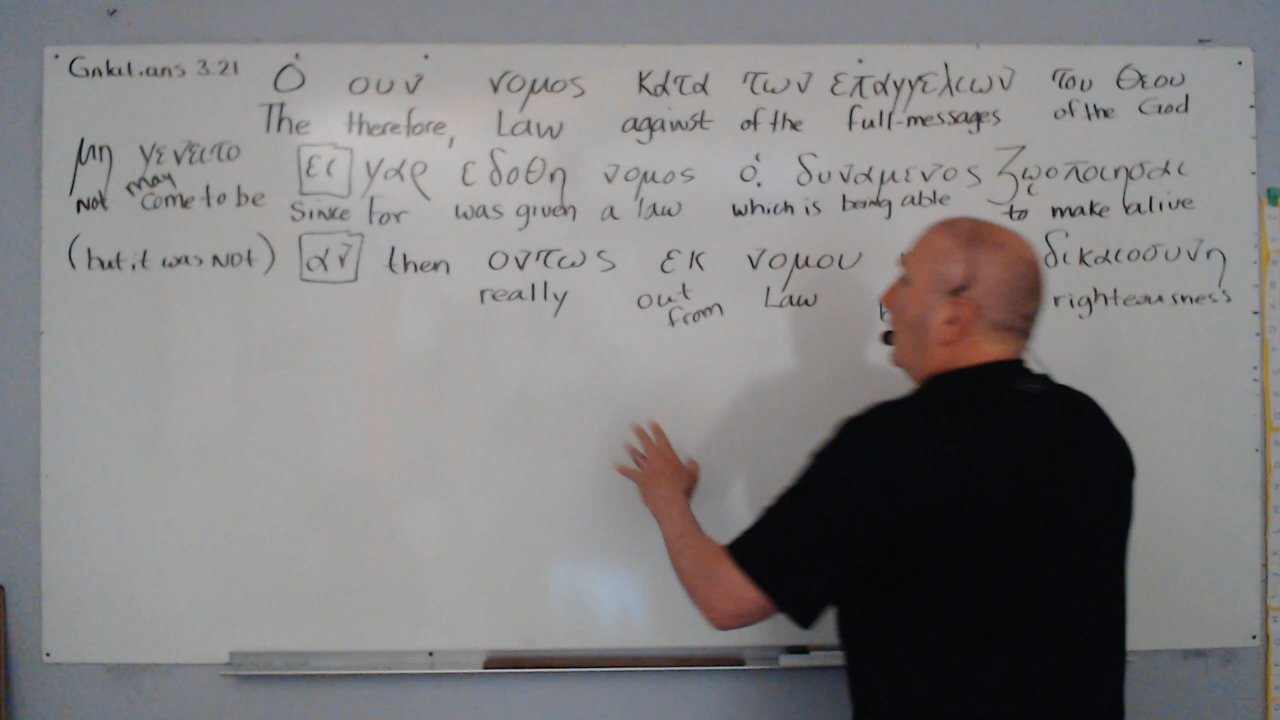 Galatians 3:21 Ὁ ουν νομος κατα των επαγγελιων του Θεου
The therefore, Law against of the full-messages of the God
μη γενειτο ει γαρ εδοθη νομος ὁ δυναμενος ζωοποιησαι
Not may come to be Since for was given a law which is being able to make alive
(but it was Not) αν then οντως εκ νομου δικαιοσυνη
really out from Law righteousness